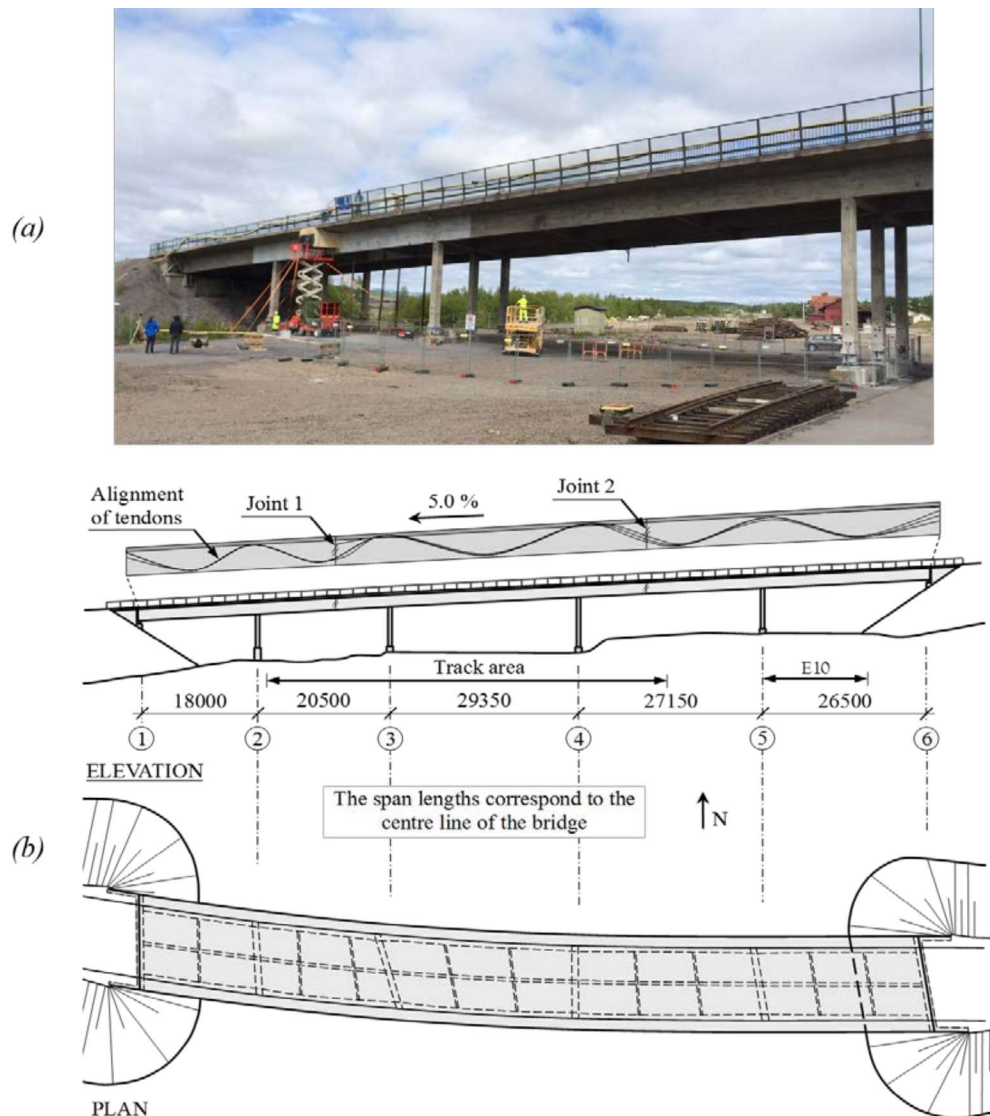 (a)
Alignment
of tendons
Joint 1
5.0 %
Joint 2
Track area
E10
18000
20500
29350
27150
26500
1
2
3
4
5
6
ELEVATION
The span lengths correspond to the
centre line of the bridge
N
(b)
PLAN